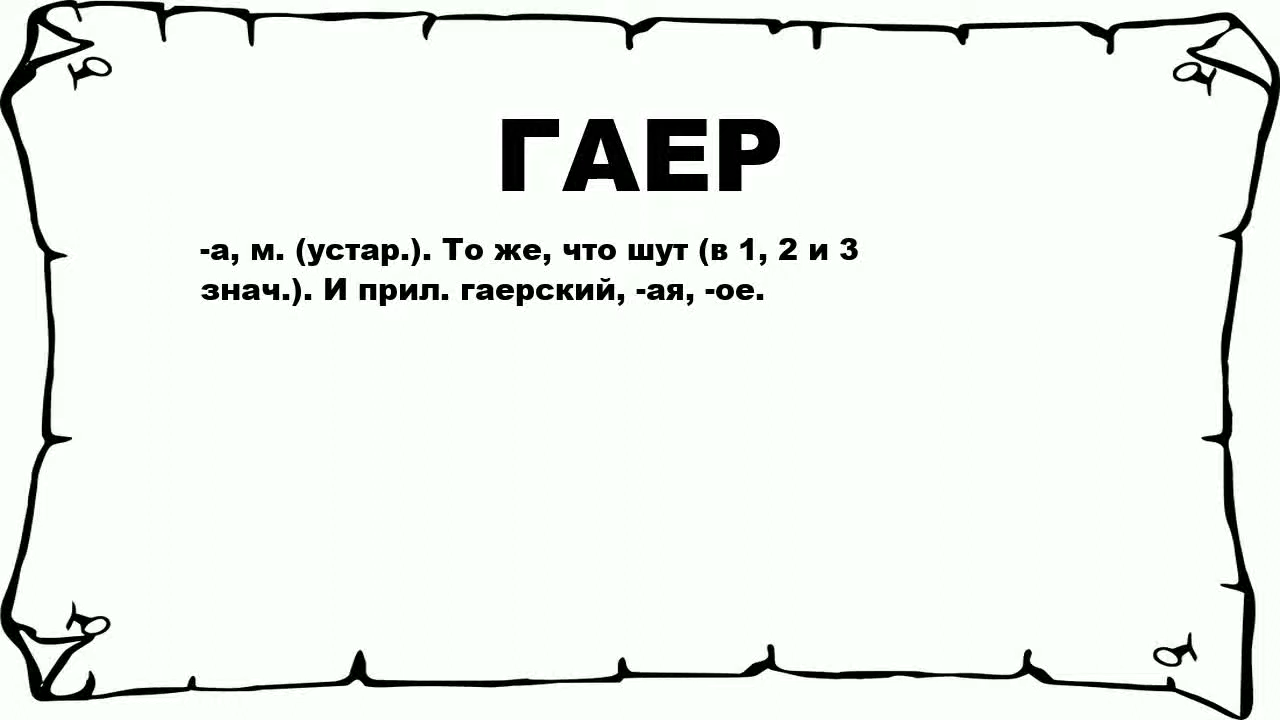 ГАЕР
-а, м. (устар.). То же, что шут (в 1, 2 и 3
знач.). И прил. гаерский, -ая, -ое.